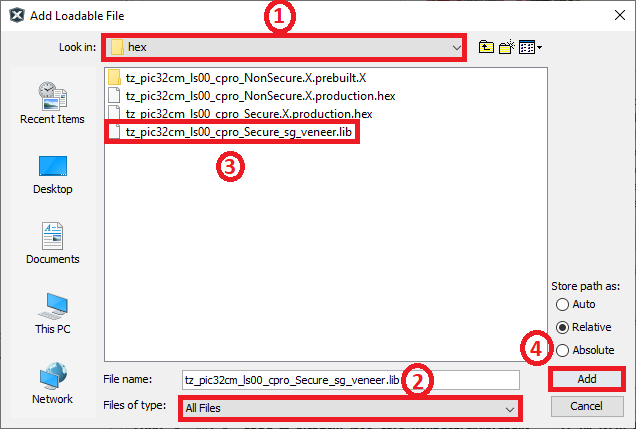 Add Loadable File
1
Look in:
hex
tz_pic32cm_ls00_cpro_NonSecure.X.prebuilt.X
tz_pic32cm_ls00_cpro_NonSecure.X.production.hex
tz_pic32cm_ls00_cpro_Secure.X.production.hex
tz_pic32cm_ls00_cpro_Secure_sg_veneer.lib
3
Recent Items
Desktop
Documents
This PC
Network
Store path as:
Auto
Relative
Absolute
4
File name:
tz_pic32cm_ls00_cpro_Secure_sg_veneer.lib
2
Add
Files of type:
All Files
Cancel